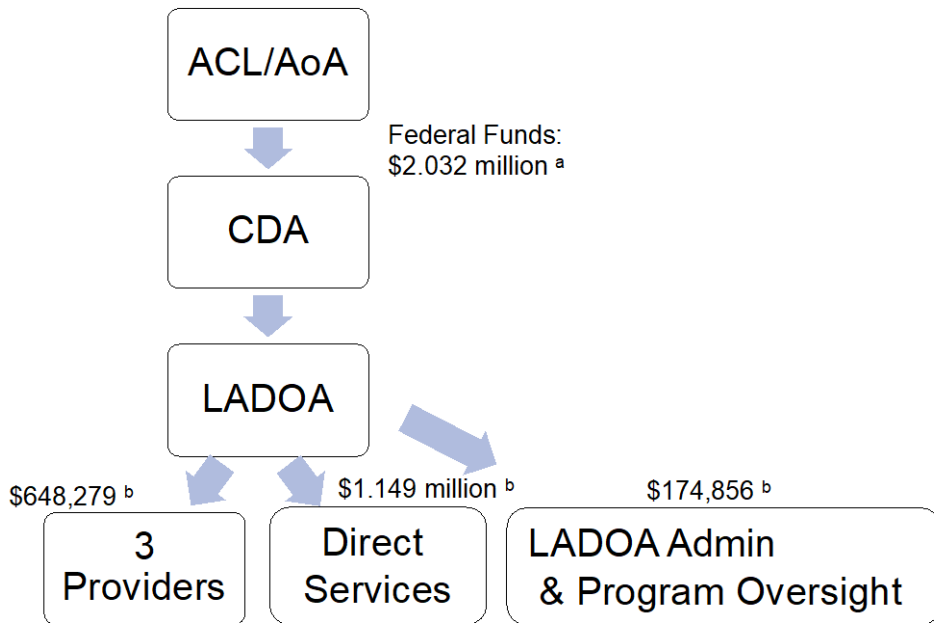 ACL/AoA
Federal Funds:
$2.032 million ᵃ
CDA
LADOA
$648,279 ᵇ
$1.149 million ᵇ
$174,856 ᵇ
3
Providers
Direct
Services
LADOA Admin
& Program Oversight